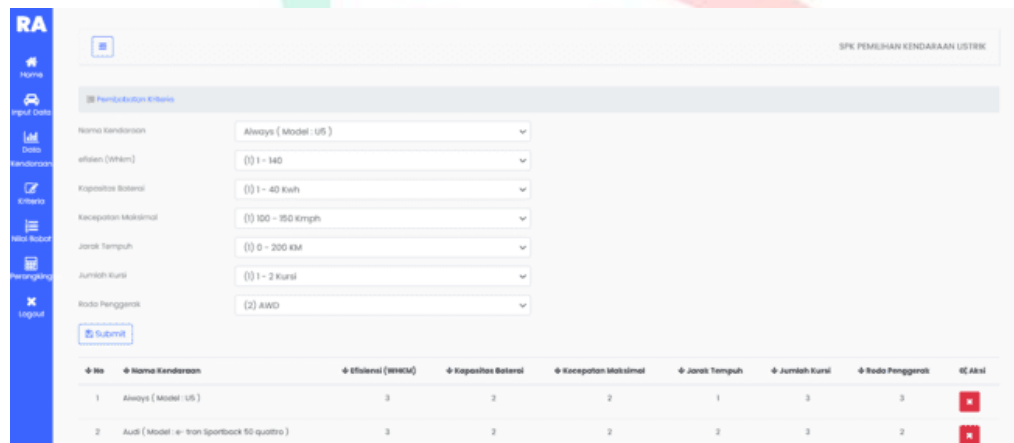 RA
SPK PEMILIHAN KENDARAAN LISTRIK
Home
Input Data
Data Kendaraan
Kriteria
Nilai Bobot
Perangking
Logout
Pembobotan Kriteria
Nama Kendaraan Aiways ( Model : U5 )
efisien (Whkm) (1) 1 - 140
Kapasitas Baterai (1) 1 - 40 Kwh
Kecepatan Maksimal (1) 100 - 150 Kmph
Jarak Tempuh (1) 0 - 200 KM
Jumlah Kursi (1) 1 - 2 Kursi
Roda Penggerak (2) AWD
Submit
No Nama Kendaraan Efisiensi (WHKM) Kapasitas Baterai Kecepatan Maksimal Jarak Tempuh Jumlah Kursi Roda Penggerak Aksi
1 Aiways ( Model : U5 ) 3 2 2 1 3 3
2 Audi ( Model : e- tron Sportback 50 quattro ) 3 2 2 2 3 2